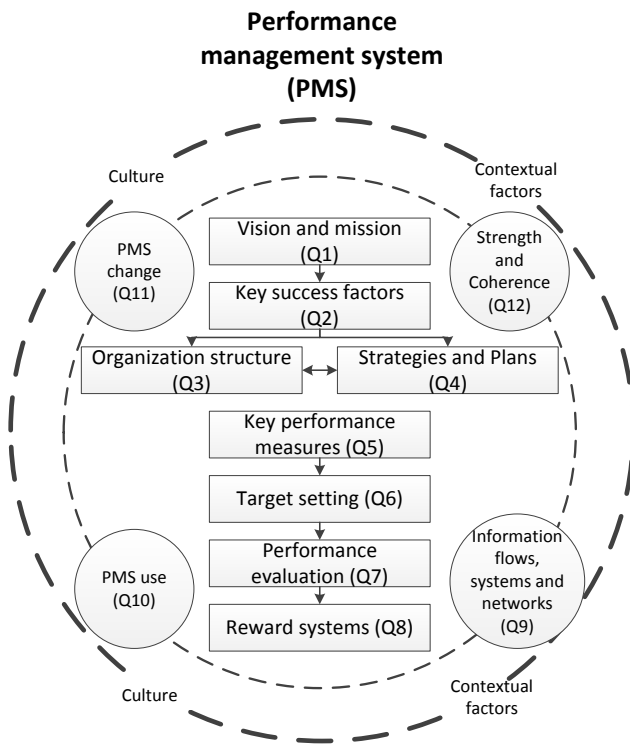 Performance
management system
(PMS)
Culture
Contextual
factors
PMS
change
(Q11)
Vision and mission
(Q1)
Strength
and
Coherence
(Q12)
Key success factors
(Q2)
Organization structure
(Q3)
Strategies and Plans
(Q4)
Key performance
measures (Q5)
Target setting (Q6)
PMS use
(Q10)
Performance
evaluation (Q7)
Information
flows,
systems and
networks
(Q9)
Reward systems (Q8)
Culture
Contextual
factors